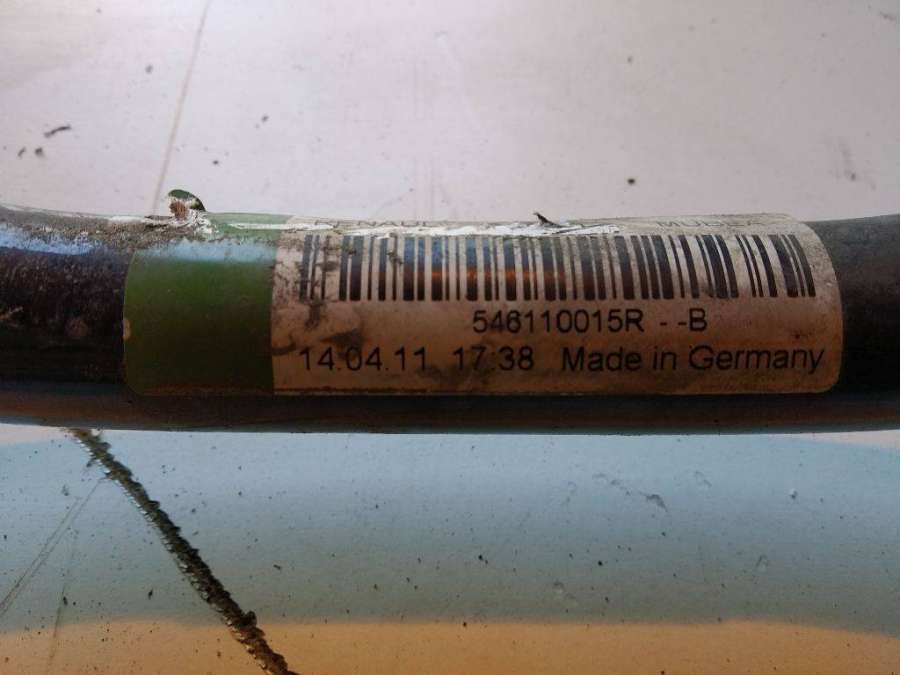 546110015R - -B
14.04.11 17:38 Made in Germany